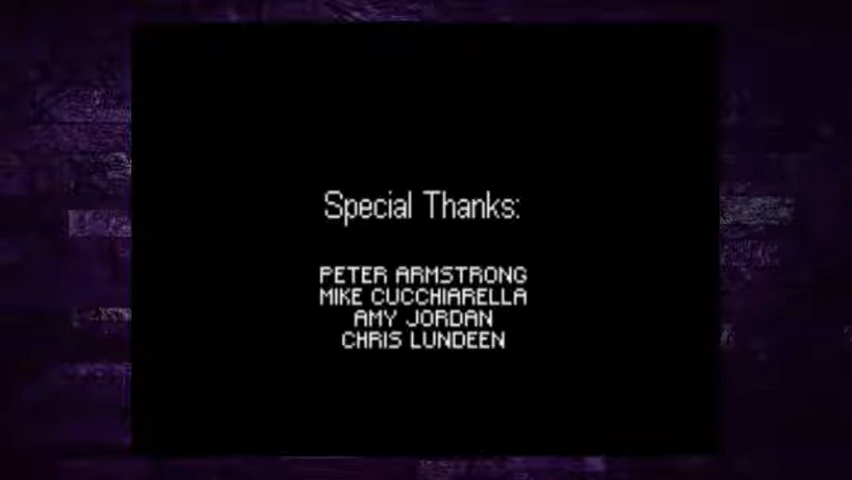 Special Thanks:
PETER ARMSTRONG
MIKE CUCCHIARELLA
AMY JORDAN
CHRIS LUNDEEN